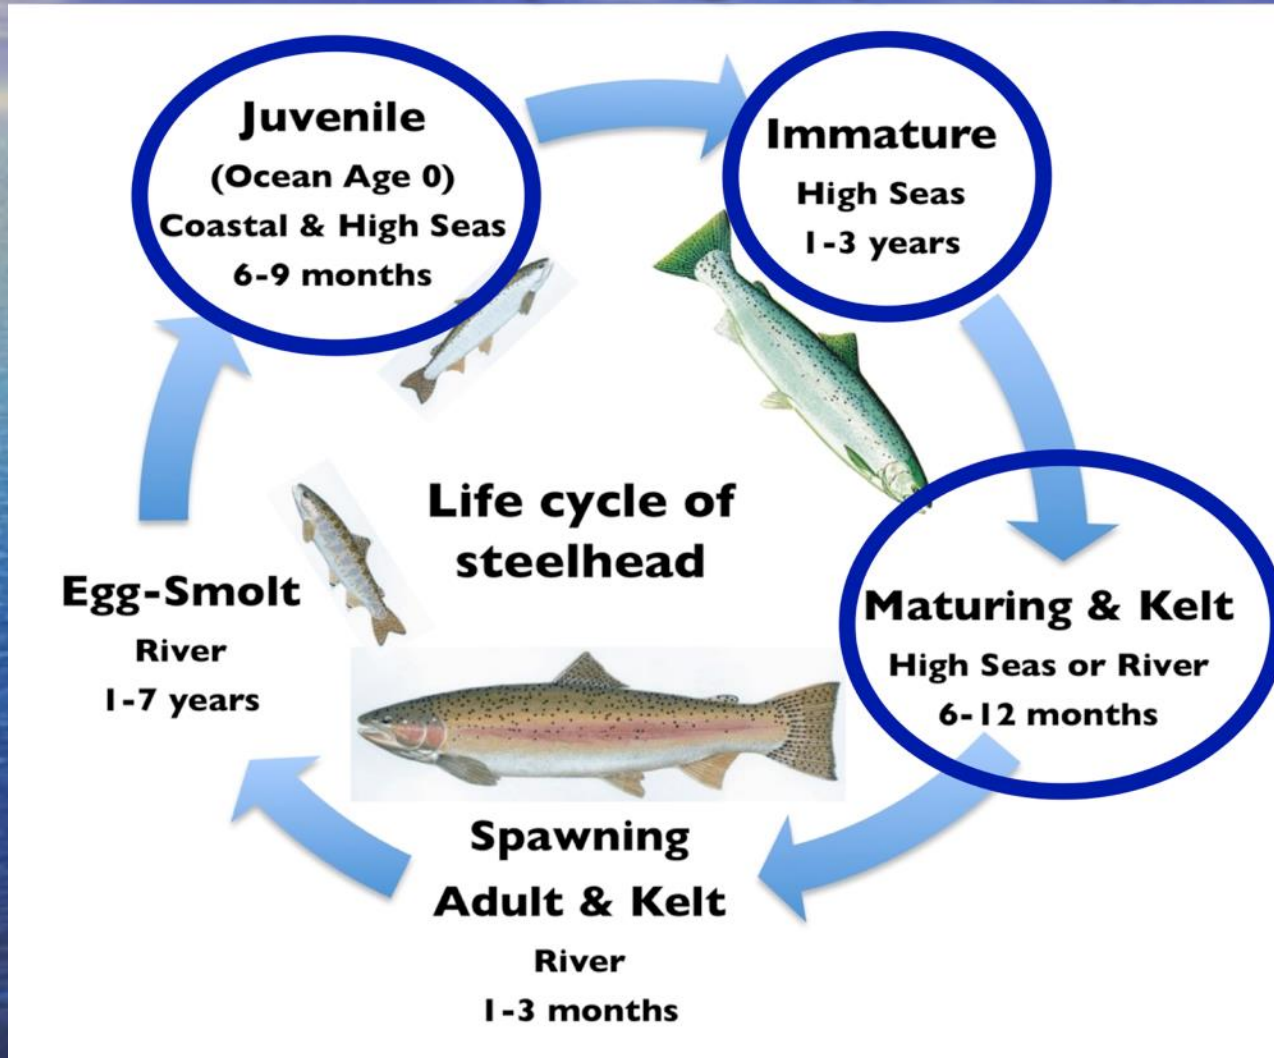 Juvenile
(Ocean Age 0)
Coastal & High Seas
6-9 months
Immature
High Seas
1-3 years
Life cycle of
steelhead
Egg-Smolt
River
1-7 years
Maturing & Kelt
High Seas or River
6-12 months
Spawning
Adult & Kelt
River
1-3 months